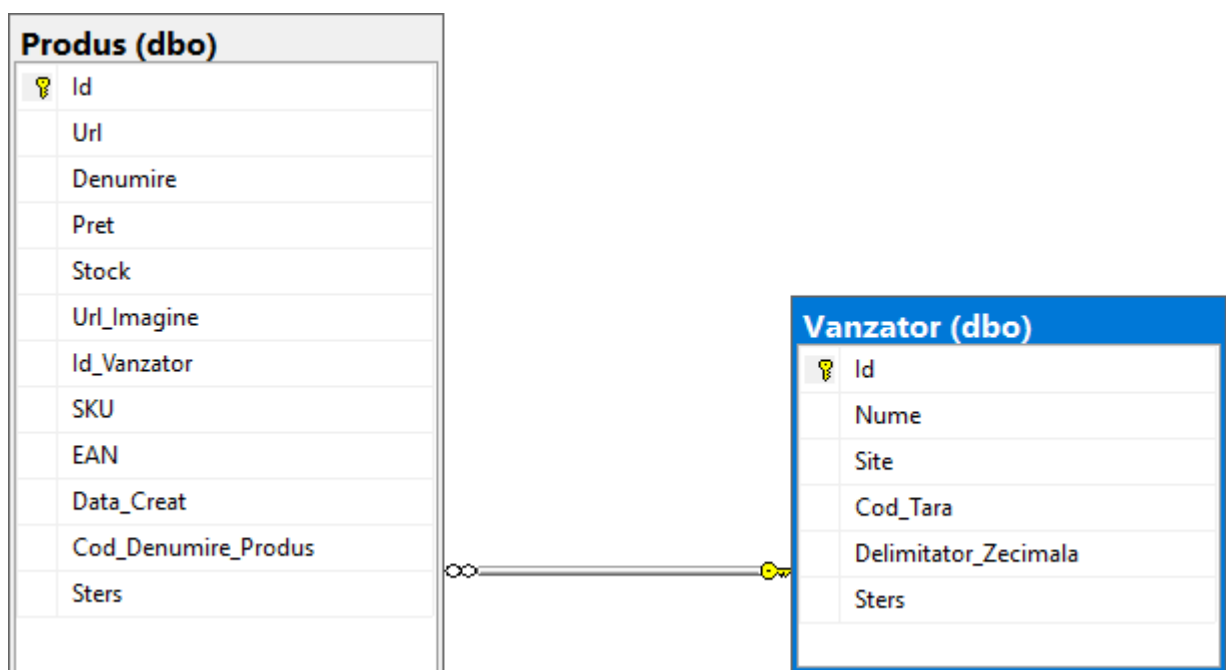 Produs (dbo)
Id
Url
Denumire
Pret
Stock
Url_Imagine
Id_Vanzator
SKU
EAN
Data_Creat
Cod_Denumire_Produs
Sters
Vanzator (dbo)
Id
Nume
Site
Cod_Tara
Delimitator_Zecimala
Sters